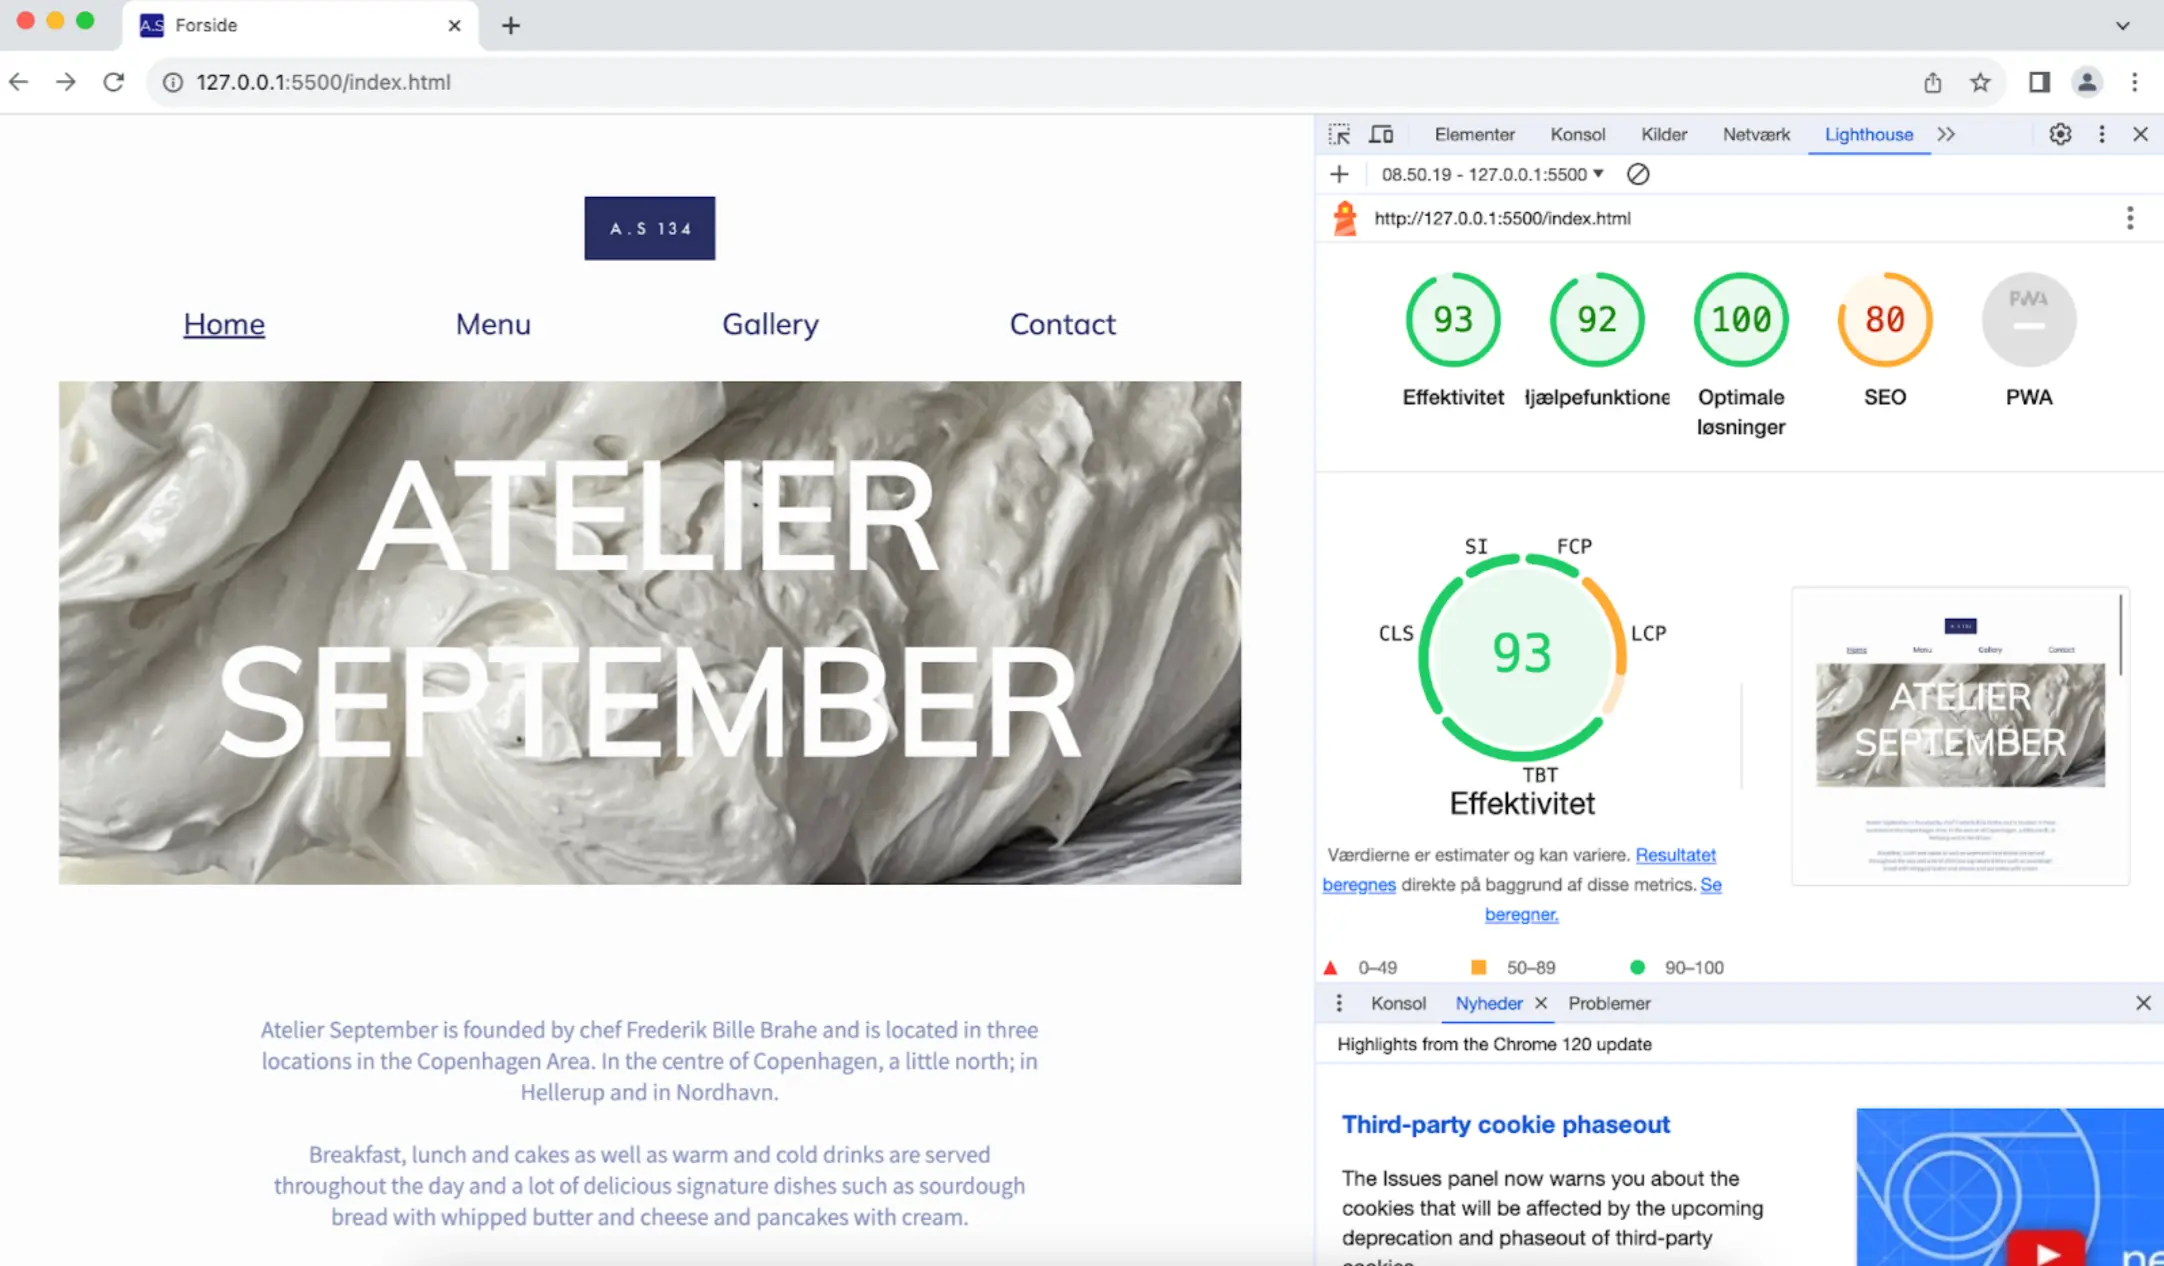 A.S
Forside
127.0.0.1:5500/index.html
A.S 134
Home
Menu
Gallery
Contact
ATELIER
SEPTEMBER
Atelier September is founded by chef Frederik Bille Brahe and is located in three
locations in the Copenhagen Area. In the centre of Copenhagen, a little north; in
Hellerup and in Nordhavn.
Breakfast, lunch and cakes as well as warm and cold drinks are served
throughout the day and a lot of delicious signature dishes such as sourdough
bread with whipped butter and cheese and pancakes with cream.
Elementer
Konsol
Kilder
Netværk
Lighthouse
08.50.19 - 127.0.0.1:5500
http://127.0.0.1:5500/index.html
93
Effektivitet
92
ljælpefunktione
100
Optimale
løsninger
80
SEO
PWA
PWA
SI
FCP
CLS
LCP
93
TBT
Effektivitet
Værdierne er estimater og kan variere. Resultatet
beregnes direkte på baggrund af disse metrics. Se
beregner.
Home
Menu
Gallery
Contact
ATELIER
SEPTEMBER
0–49
50–89
90–100
Konsol
Nyheder
Problemer
Highlights from the Chrome 120 update
Third-party cookie phaseout
The Issues panel now warns you about the
cookies that will be affected by the upcoming
deprecation and phaseout of third-party
cookies.
ne